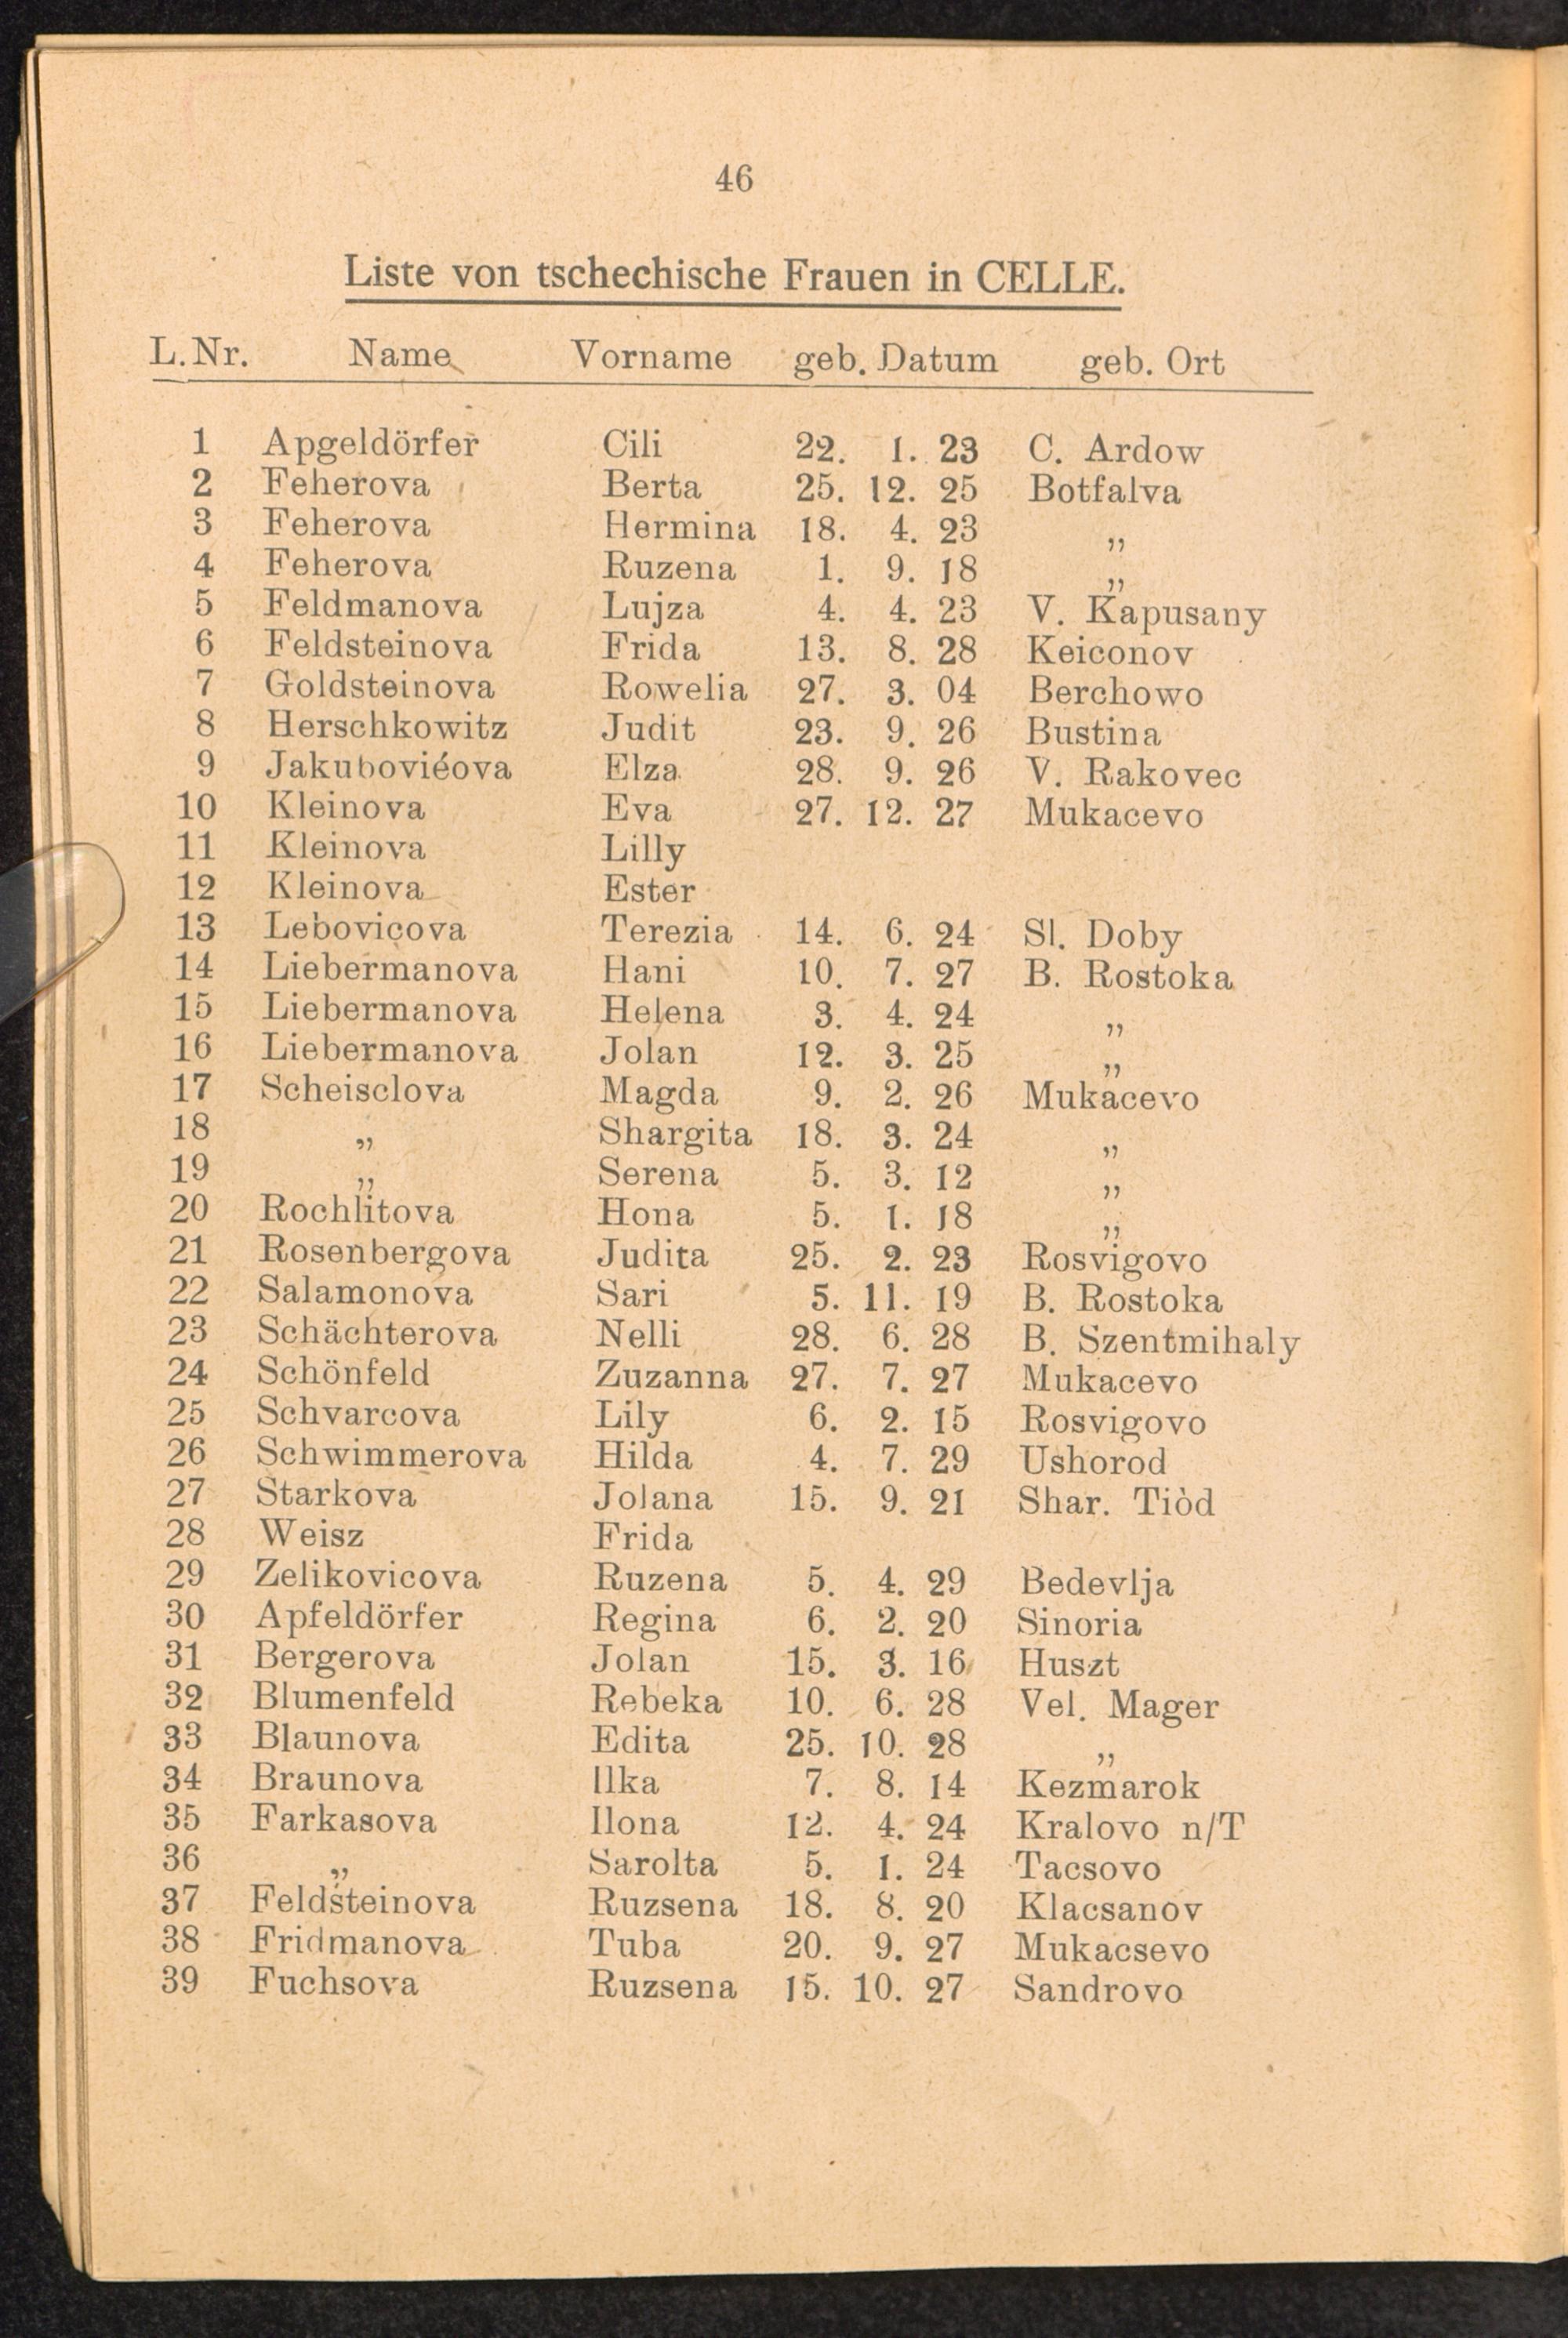 46
Liste von tschechische Frauen in CELLE.
L. Nr. Name Vorname geb. Datum geb. Ort
1 Apgeldörfer Cili 22. 1. 23 C. Ardow
2 Feherova Berta 25. 12. 25 Botfalva
3 Feherova Hermina 18. 4. 23 „
4 Feherova Ruzena 1. 9. 18 „
5 Feldmanova Lujza 4. 4. 23 V. Kapusany
6 Feldsteinova Frida 13. 8. 28 Keiconov
7 Goldsteinova Rowelia 27. 3. 04 Berchowo
8 Herschkowitz Judit 23. 9. 26 Bustina
9 Jakuboviéova Elza 28. 9. 26 V. Rakovec
10 Kleinova Eva 27. 12. 27 Mukacevo
11 Kleinova Lilly
12 Kleinova Ester
13 Lebovicova Terezia 14. 6. 24 Sl. Doby
14 Liebermanova Hani 10. 7. 27 B. Rostoka
15 Liebermanova Helena 3. 4. 24 „
16 Liebermanova Jolan 12. 3. 25 „
17 Scheisclova Magda 9. 2. 26 Mukacevo
18 „ Shargita 18. 3. 24 „
19 „ Serena 5. 3. 12 „
20 Rochlitova Hona 5. 1. 18 „
21 Rosenbergova Judita 25. 2. 23 Rosvigovo
22 Salamonova Sari 5. 11. 19 B. Rostoka
23 Schächterova Nelli 28. 6. 28 B. Szentmihaly
24 Schönfeld Zuzanna 27. 7. 27 Mukacevo
25 Schvarcova Lily 6. 2. 15 Rosvigovo
26 Schwimmerova Hilda 4. 7. 29 Ushorod
27 Starkova Jolana 15. 9. 21 Shar. Tiòd
28 Weisz Frida
29 Zelikovicova Ruzena 5. 4. 29 Bedevlja
30 Apfeldörfer Regina 6. 2. 20 Sinoria
31 Bergerova Jolan 15. 3. 16 Huszt
32 Blumenfeld Rebeka 10. 6. 28 Vel. Mager
33 Blaunova Edita 25. 10. 28 „
34 Braunova Ilka 7. 8. 14 Kezmarok
35 Farkasova Ilona 12. 4. 24 Kralovo n/T
36 „ Sarolta 5. 1. 24 Tacsovo
37 Feldsteinova Ruzsena 18. 8. 20 Klacsanov
38 Fridmanova Tuba 20. 9. 27 Mukacsevo
39 Fuchsova Ruzsena 15. 10. 27 Sandrovo